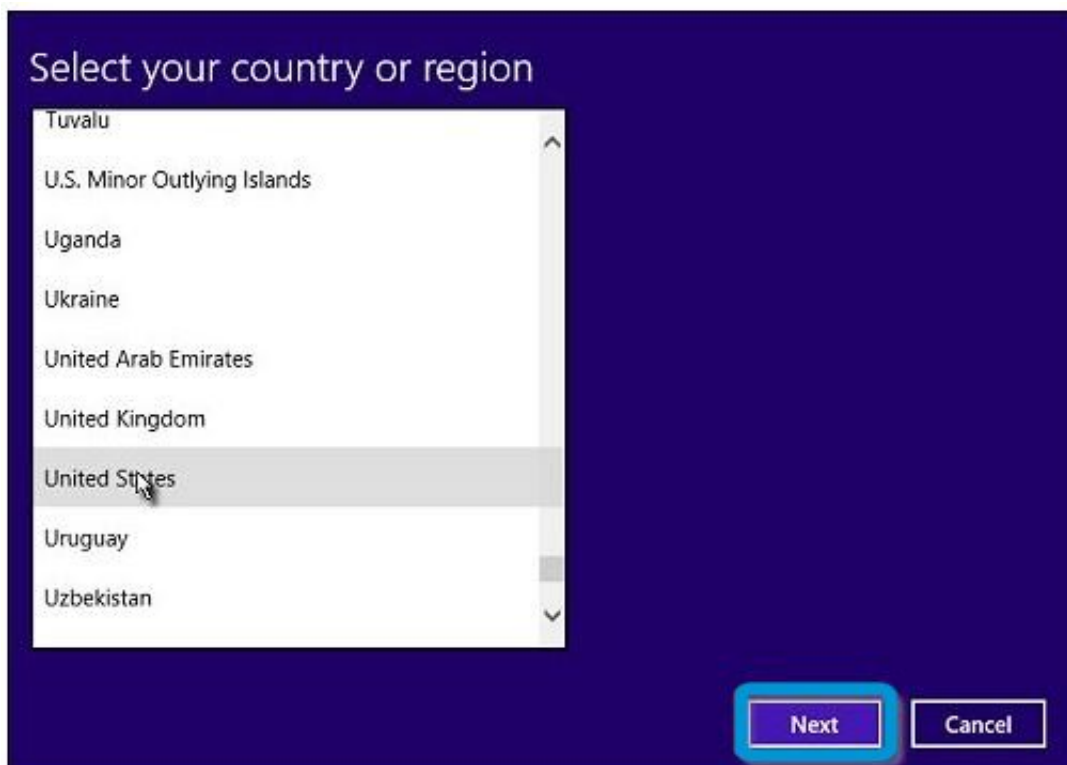 Select your country or region
Tuvalu
U.S. Minor Outlying Islands
Uganda
Ukraine
United Arab Emirates
United Kingdom
United States
Uruguay
Uzbekistan
Next
Cancel